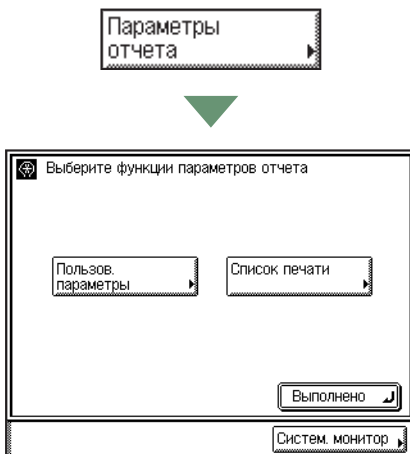 Параметры
отчета
Выберите функции параметров отчета
Пользов.
параметры
Список печати
Выполнено
Систем. монитор